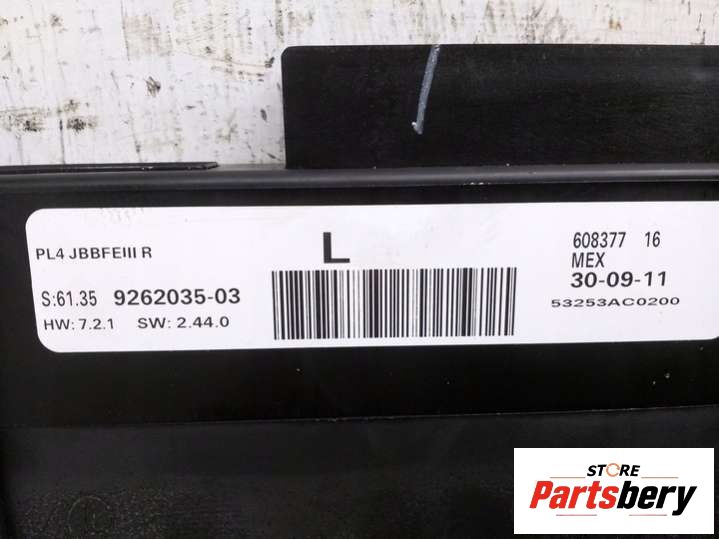 PL4 JBBFEIII R
L
608377 16
MEX
30-09-11
S:61.35 9262035-03
53253AC0200
HW: 7.2.1 SW: 2.44.0
STORE
Partsbery